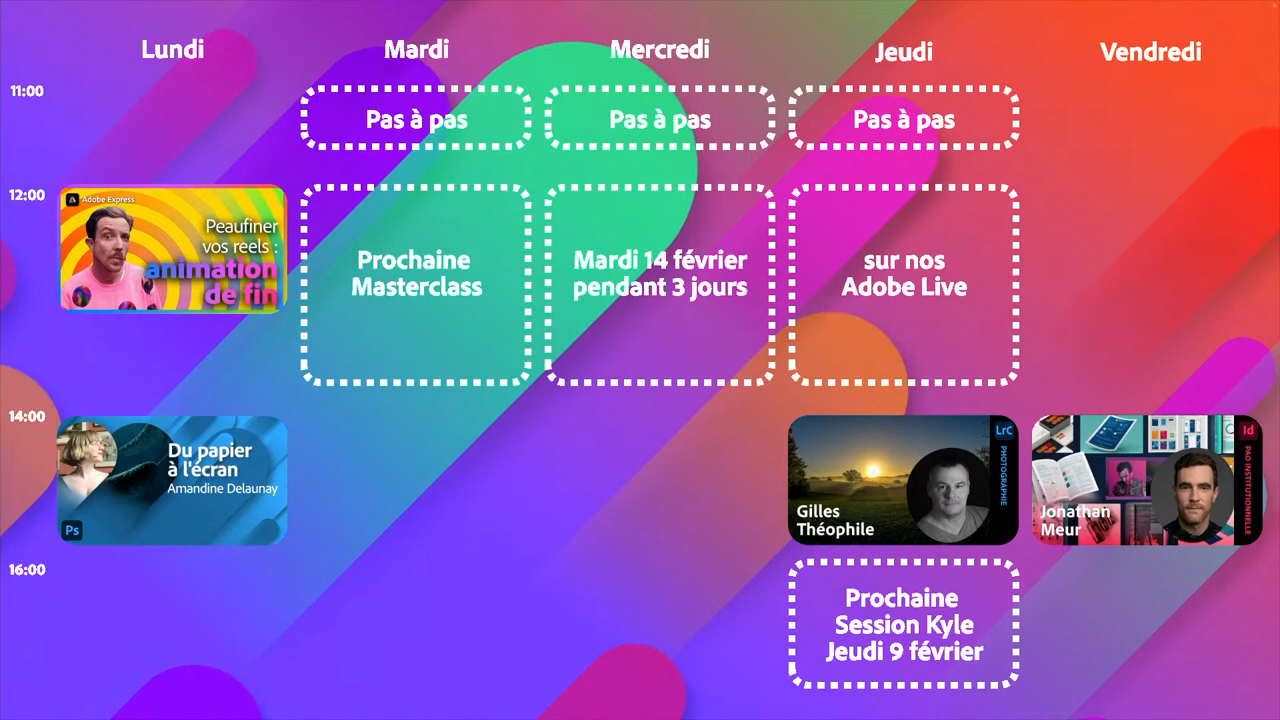 Lundi
Mardi
Mercredi
Jeudi
Vendredi
11:00
Pas à pas
Pas à pas
Pas à pas
12:00
Adobe Express
Peaufiner
vos reels :
animation
de fin
Prochaine
Masterclass
Mardi 14 février
pendant 3 jours
sur nos
Adobe Live
14:00
Du papier
à l'écran
Amandine Delaunay
Ps
Gilles
Théophile
LrC
PHOTOGRAPHIE
Jonathan
Meur
Id
PAO INSTITUTIONNELLE
16:00
Prochaine
Session Kyle
Jeudi 9 février